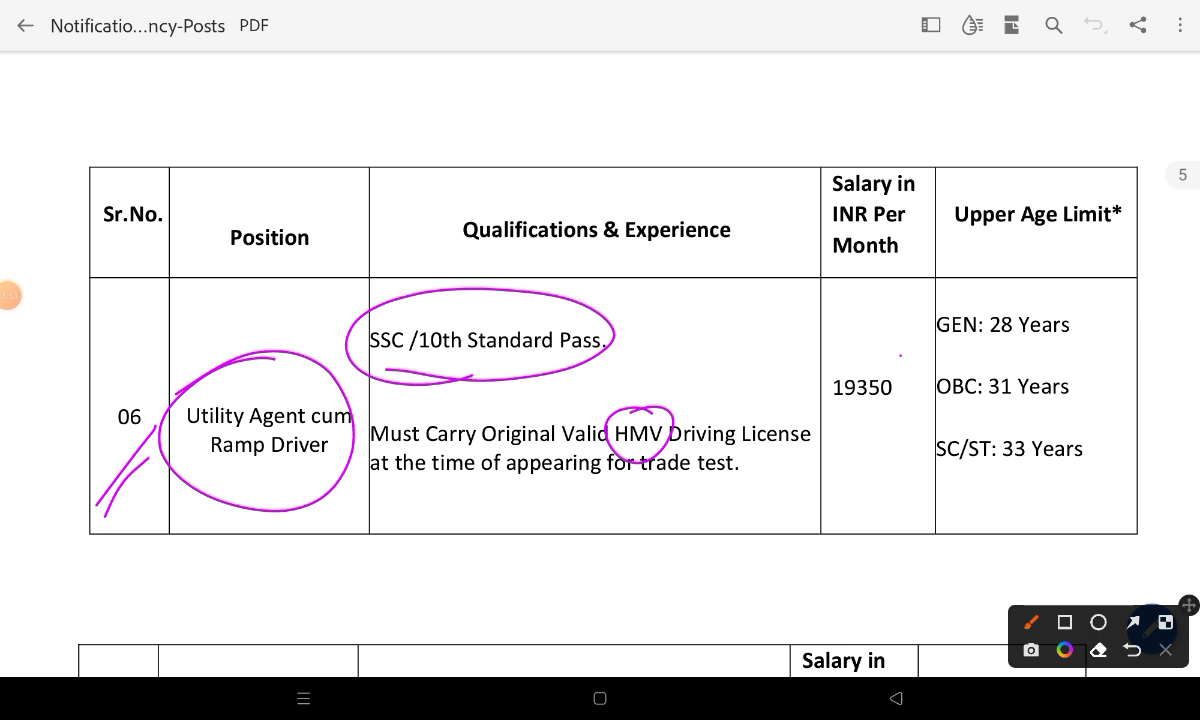 Notificatio...ncy-Posts PDF
5
Sr.No.
Position
Qualifications & Experience
Salary in
INR Per
Month
Upper Age Limit*
06
Utility Agent cum
Ramp Driver
SSC /10th Standard Pass.
Must Carry Original Valid HMV Driving License
at the time of appearing for trade test.
19350
GEN: 28 Years
OBC: 31 Years
SC/ST: 33 Years
Salary in